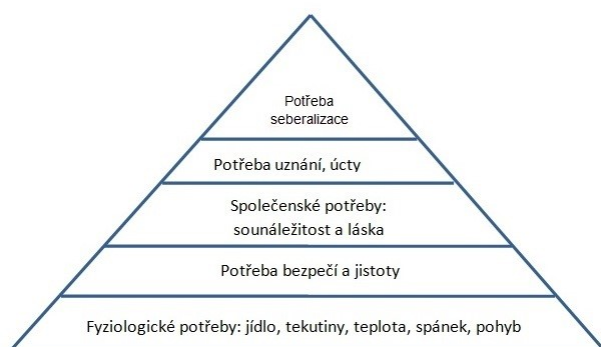 Potřeba
seberalizace
Potřeba uznání, úcty
Společenské potřeby:
sounáležitost a láska
Potřeba bezpečí a jistoty
Fyziologické potřeby: jídlo, tekutiny, teplota, spánek, pohyb